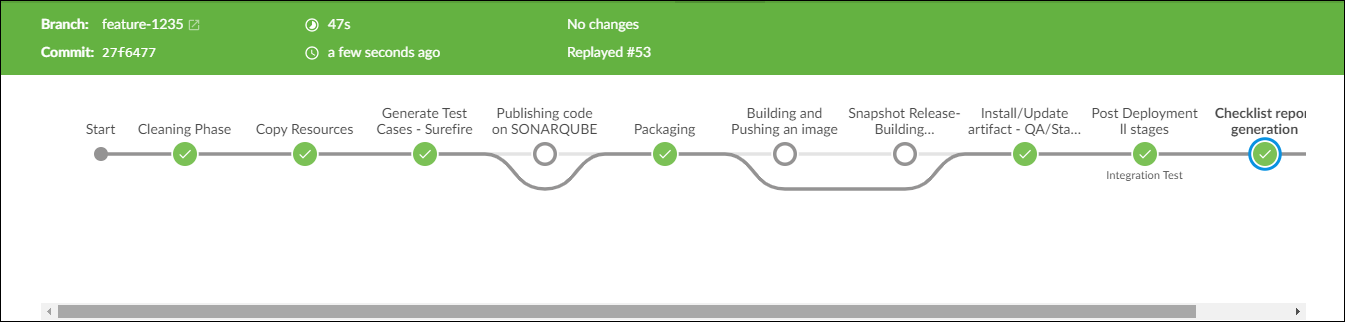 Branch: feature-1235
47s
No changes
Commit: 27f6477
a few seconds ago
Replayed #53
Start
Cleaning Phase
Copy Resources
Generate Test
Cases - Surefire
Publishing code
on SONARQUBE
Packaging
Building and
Pushing an image
Snapshot Release-
Building...
Install/Update
artifact - QA/Sta...
Post Deployment
ll stages
Integration Test
Checklist repor
generation